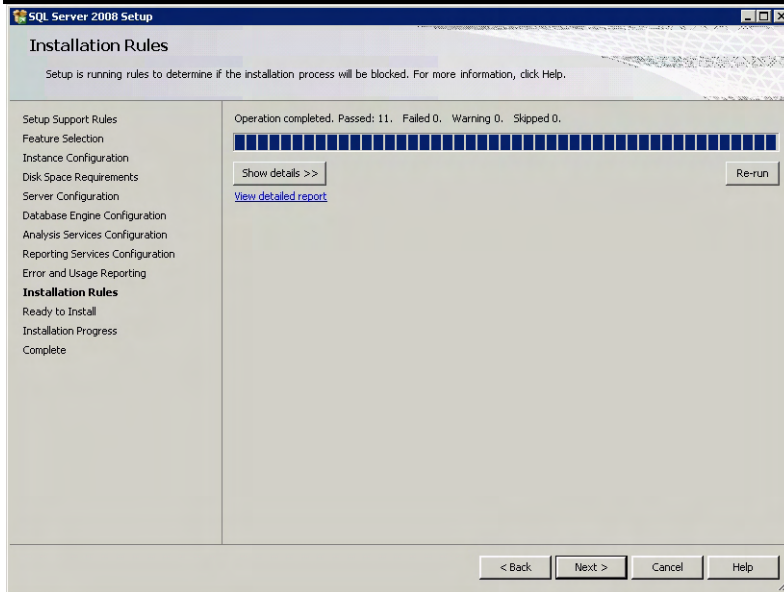 SQL Server 2008 Setup
Installation Rules
Setup is running rules to determine if the installation process will be blocked. For more information, click Help.
Setup Support Rules
Feature Selection
Instance Configuration
Disk Space Requirements
Server Configuration
Database Engine Configuration
Analysis Services Configuration
Reporting Services Configuration
Error and Usage Reporting
Installation Rules
Ready to Install
Installation Progress
Complete
Operation completed. Passed: 11.   Failed 0.   Warning 0.   Skipped 0.
Show details >>
Re-run
View detailed report
< Back
Next >
Cancel
Help